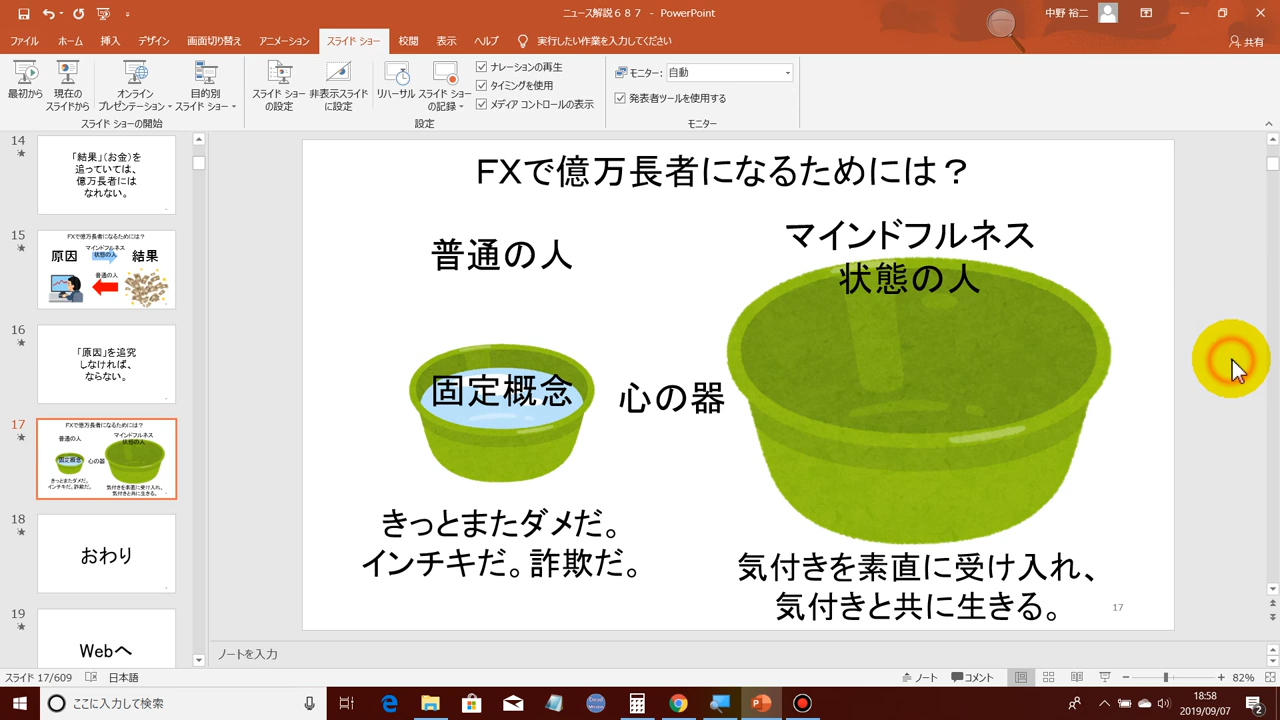 ニュース解説６８７ - PowerPoint
中野 裕二
ファイル ホーム 挿入 デザイン 画面切り替え アニメーション スライド ショー 校閲 表示 ヘルプ 実行したい作業を入力してください 共有
最初から
現在の
スライドから
オンライン
プレゼンテーション
目的別
スライド ショー
スライド ショーの開始
スライド ショー
の設定
非表示スライド
に設定
リハーサル
スライド ショー
の記録
ナレーションの再生
タイミングを使用
メディア コントロールの表示
設定
モニター: 自動
発表者ツールを使用する
モニター
14
「結果」（お金）を
追っていては、
億万長者には
なれない。
15
FXで億万長者になるためには？
原因
マインドフルネス
状態の人
結果
普通の人
16
「原因」を追究
しなければ、
ならない。
17
FXで億万長者になるためには？
普通の人
マインドフルネス
状態の人
固定概念
心の器
きっとまたダメだ。
インチキだ。詐欺だ。
気付きを素直に受け入れ、
気付きと共に生きる。
18
おわり
19
Webへ
ＦＸで億万長者になるためには？
普通の人
マインドフルネス
状態の人
固定概念
心の器
きっとまたダメだ。
インチキだ。詐欺だ。
気付きを素直に受け入れ、
気付きと共に生きる。
17
ノートを入力
スライド 17/609 日本語 ノート コメント 82%
ここに入力して検索
18:58
2019/09/07
2